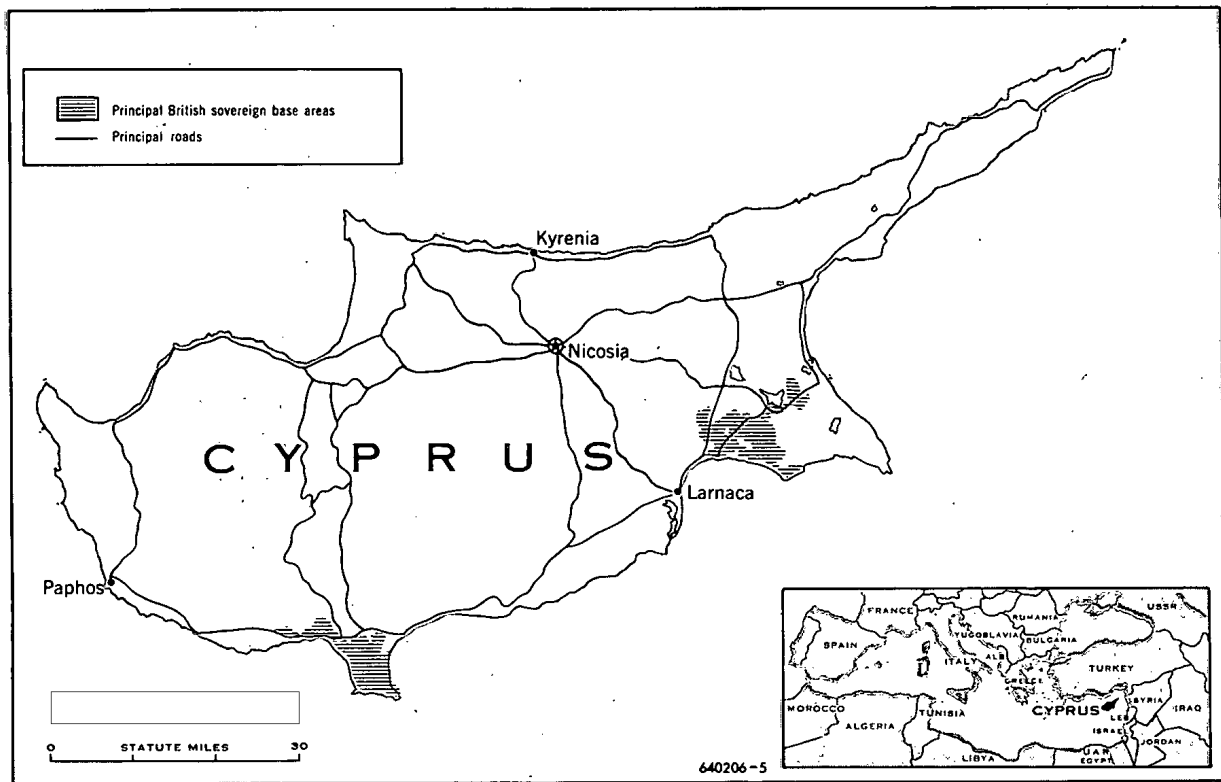 Principal British sovereign base areas
Principal roads
Kyrenia
Nicosia
CYPRUS
Larnaca
Paphos
0 STATUTE MILES 30
640206-5
FRANCE
USSR
RUMANIA
YUGOSLAVIA
BULGARIA
SPAIN
ITALY
ALB
GREECE
TURKEY
CYPRUS
SYRIA
LEB
IRAQ
MOROCCO
ALGERIA
TUNISIA
ISRAEL
JORDAN
LIBYA
UAR
EGYPT